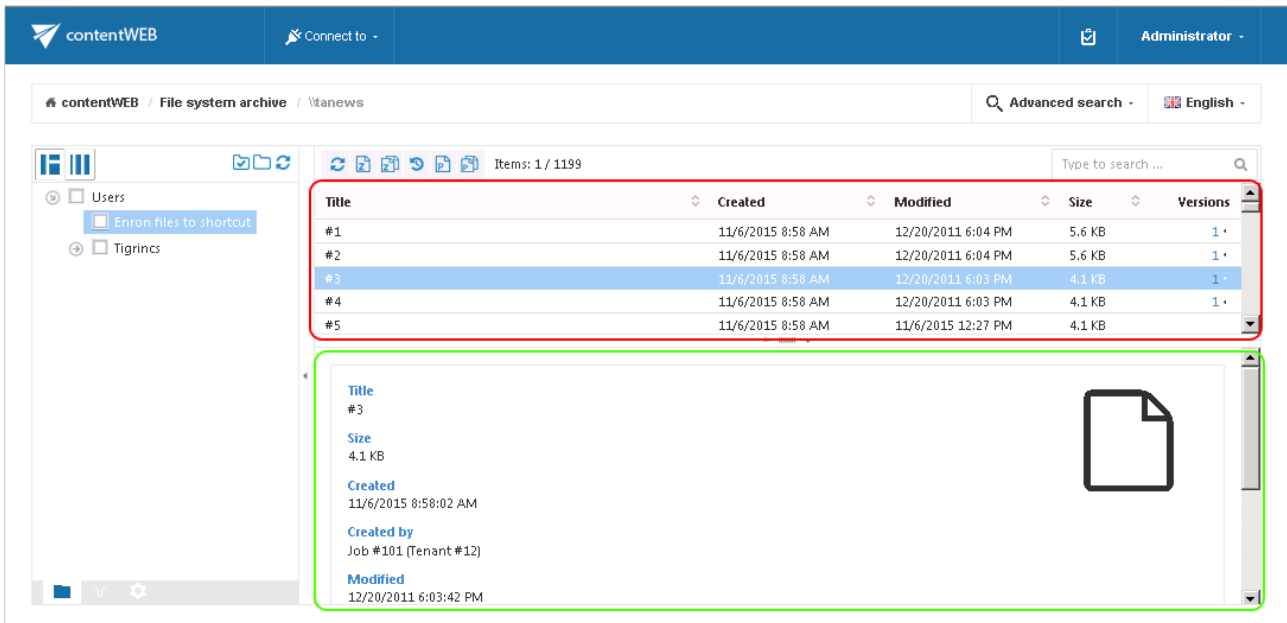 contentWEB Connect to Administrator
contentWEB / File system archive / \\tanews Advanced search English
Items: 1 / 1199 Type to search ...
Users
Enron files to shortcut
Tigrincs
Title Created Modified Size Versions
#1 11/6/2015 8:58 AM 12/20/2011 6:04 PM 5.6 KB 1
#2 11/6/2015 8:58 AM 12/20/2011 6:04 PM 5.6 KB 1
#3 11/6/2015 8:58 AM 12/20/2011 6:03 PM 4.1 KB 1
#4 11/6/2015 8:58 AM 12/20/2011 6:03 PM 4.1 KB 1
#5 11/6/2015 8:58 AM 11/6/2015 12:27 PM 4.1 KB
Title
#3
Size
4.1 KB
Created
11/6/2015 8:58:02 AM
Created by
Job #101 (Tenant #12)
Modified
12/20/2011 6:03:42 PM